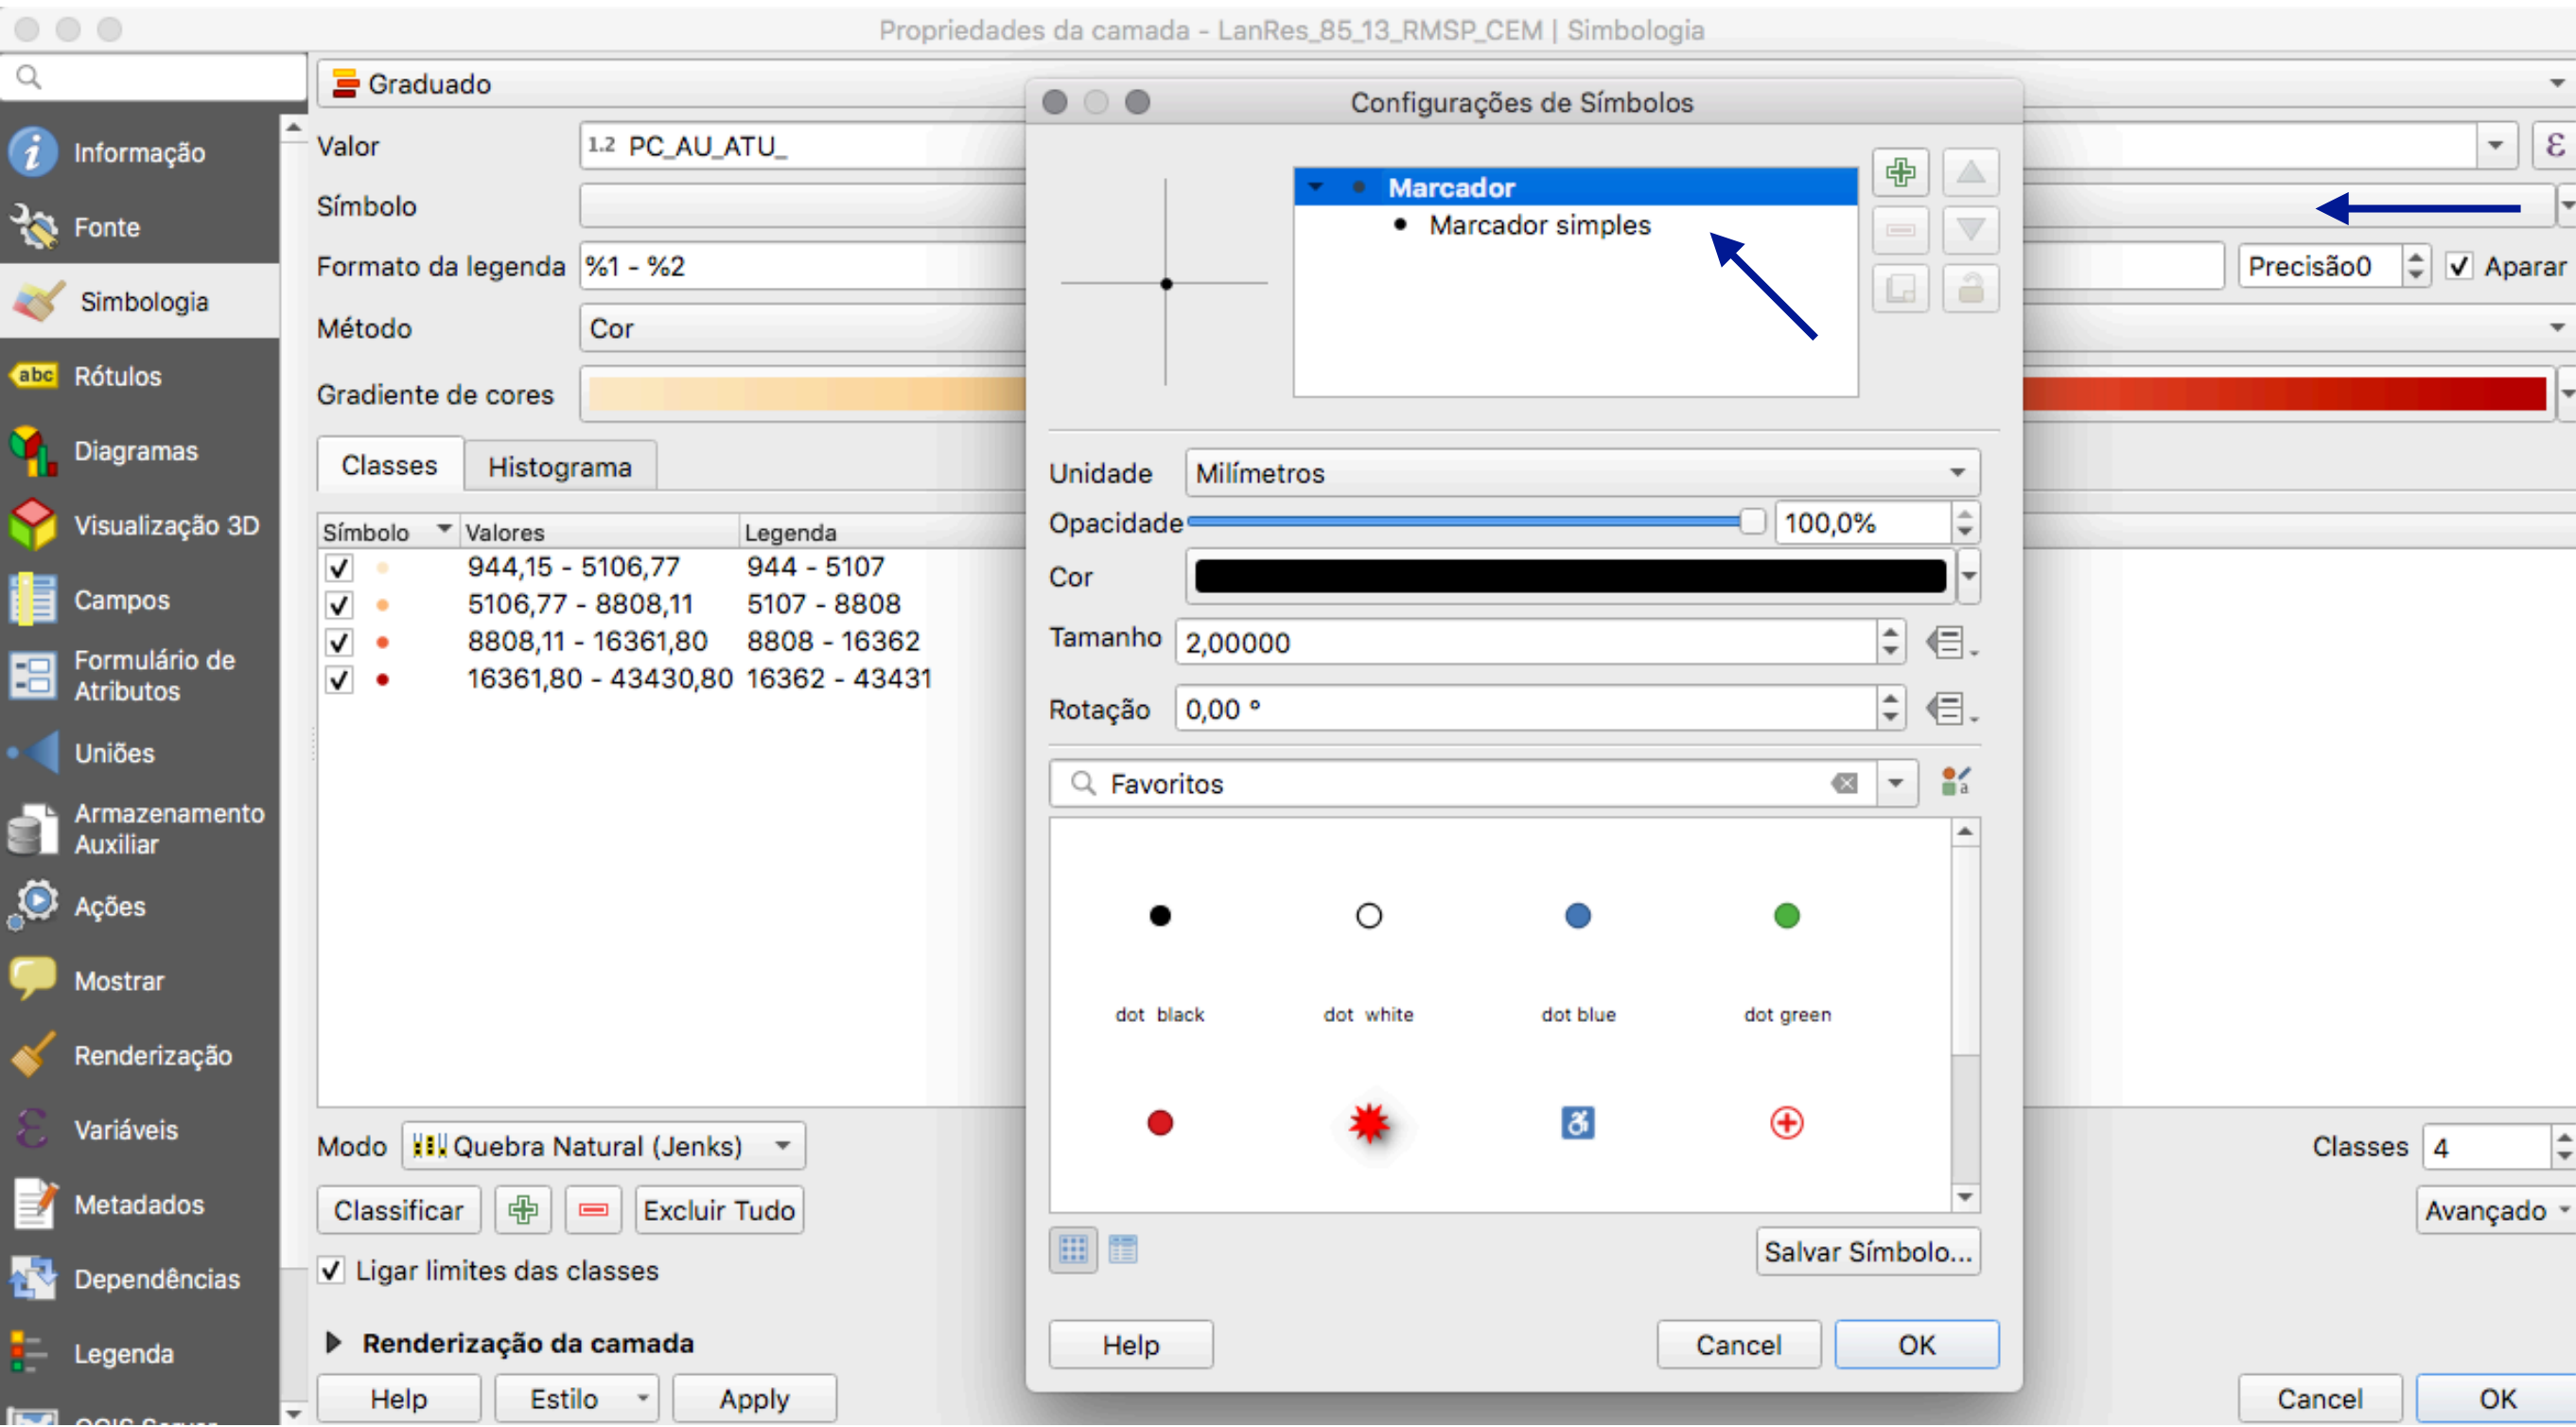 Propriedades da camada - LanRes_85_13_RMSP_CEM | Simbologia
Informação
Fonte
Simbologia
abc Rótulos
Diagramas
Visualização 3D
Campos
Formulário de
Atributos
Uniões
Armazenamento
Auxiliar
Ações
Mostrar
Renderização
Variáveis
Metadados
Dependências
Legenda
Graduado
Valor 1.2 PC_AU_ATU_ ε
Símbolo
Formato da legenda %1 - %2 Precisão0 Aparar
Método Cor
Gradiente de cores
Classes Histograma
Símbolo Valores Legenda
944,15 - 5106,77 944 - 5107
5106,77 - 8808,11 5107 - 8808
8808,11 - 16361,80 8808 - 16362
16361,80 - 43430,80 16362 - 43431
Modo Quebra Natural (Jenks) Classes 4
Classificar Excluir Tudo Avançado
Ligar limites das classes
Renderização da camada
Help Estilo Apply Cancel OK
Configurações de Símbolos
Marcador
Marcador simples
Unidade Milímetros
Opacidade 100,0%
Cor
Tamanho 2,00000
Rotação 0,00 °
Favoritos
dot black dot white dot blue dot green
Salvar Símbolo...
Help Cancel OK